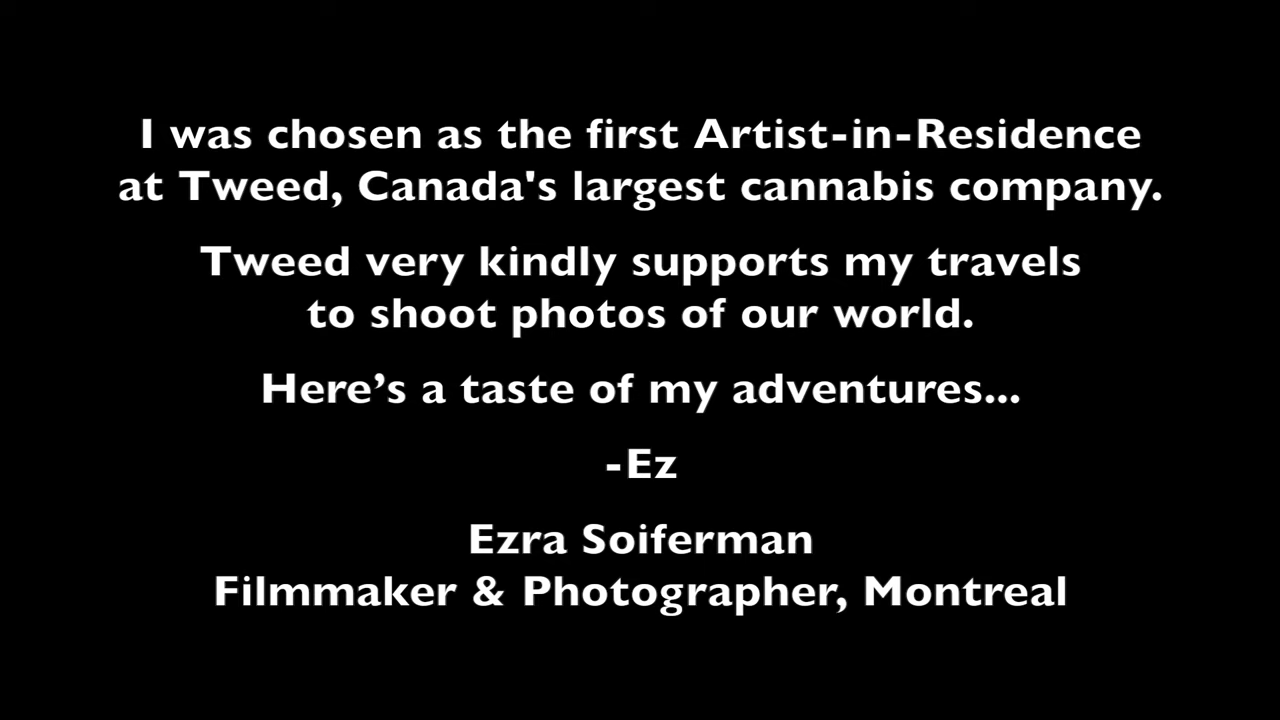 I was chosen as the first Artist-in-Residence
at Tweed, Canada's largest cannabis company.
Tweed very kindly supports my travels
to shoot photos of our world.
Here’s a taste of my adventures...
-Ez
Ezra Soiferman
Filmmaker & Photographer, Montreal